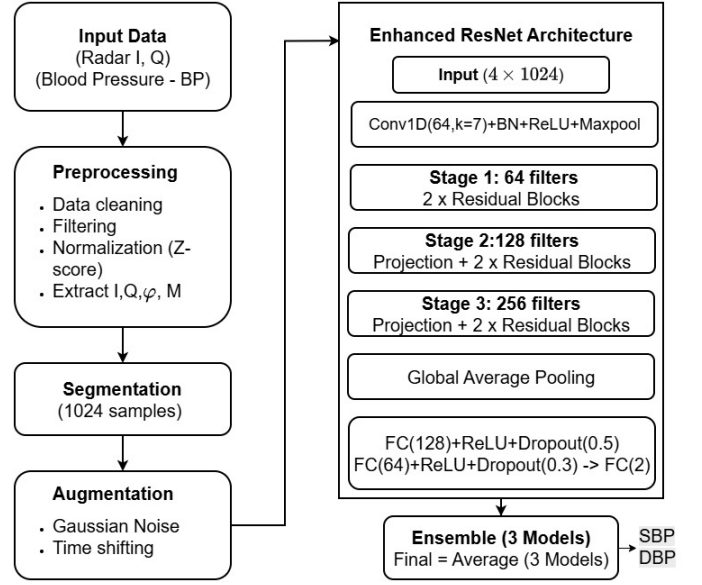 Input Data
(Radar I, Q)
(Blood Pressure - BP)
Preprocessing
• Data cleaning
• Filtering
• Normalization (Z-
score)
• Extract I,Q,φ, M
Segmentation
(1024 samples)
Augmentation
• Gaussian Noise
• Time shifting
Enhanced ResNet Architecture
Input (4 × 1024)
Conv1D(64,k=7)+BN+ReLU+Maxpool
Stage 1: 64 filters
2 x Residual Blocks
Stage 2:128 filters
Projection + 2 x Residual Blocks
Stage 3: 256 filters
Projection + 2 x Residual Blocks
Global Average Pooling
FC(128)+ReLU+Dropout(0.5)
FC(64)+ReLU+Dropout(0.3) -> FC(2)
Ensemble (3 Models)
Final = Average (3 Models)
SBP
DBP